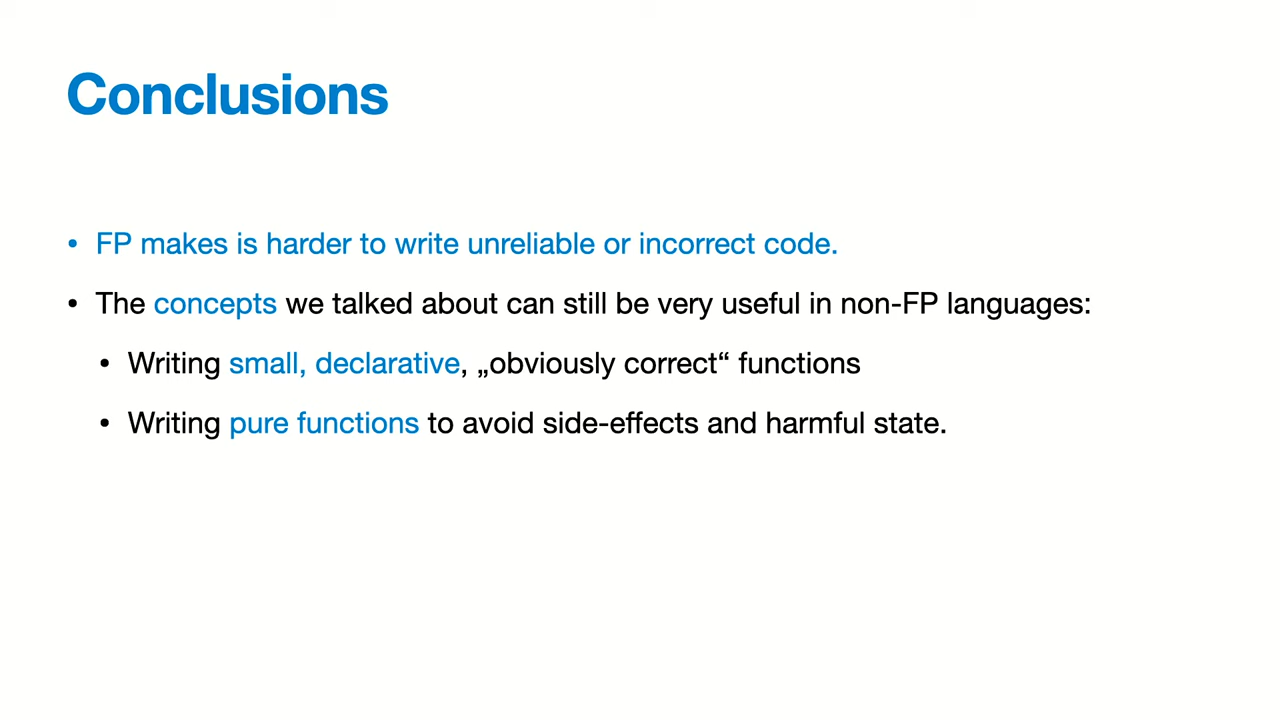 Conclusions
• FP makes is harder to write unreliable or incorrect code.
• The concepts we talked about can still be very useful in non-FP languages:
• Writing small, declarative, „obviously correct“ functions
• Writing pure functions to avoid side-effects and harmful state.